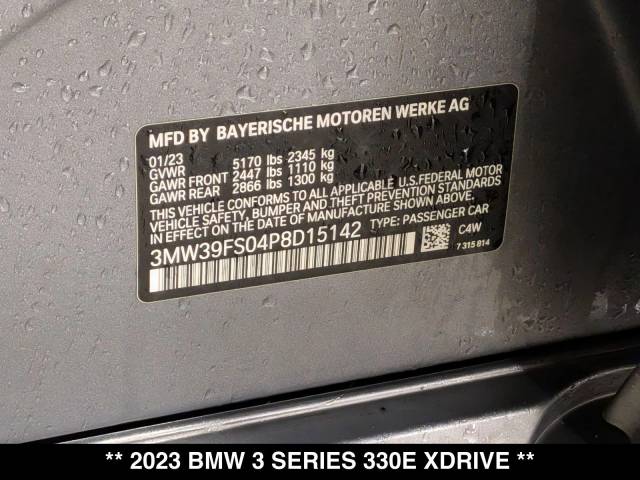 MFD BY BAYERISCHE MOTOREN WERKE AG
01/23
GVWR 5170 lbs 2345 kg
GAWR FRONT 2447 lbs 1110 kg
GAWR REAR 2866 lbs 1300 kg
THIS VEHICLE CONFORMS TO ALL APPLICABLE U.S.FEDERAL MOTOR
VEHICLE SAFETY, BUMPER AND THEFT PREVENTION STANDARDS
IN EFFECT ON THE DATE OF MANUFACTURE SHOWN ABOVE.
3MW39FS04P8D15142 TYPE: PASSENGER CAR
C4W
7 315 814
** 2023 BMW 3 SERIES 330E XDRIVE **